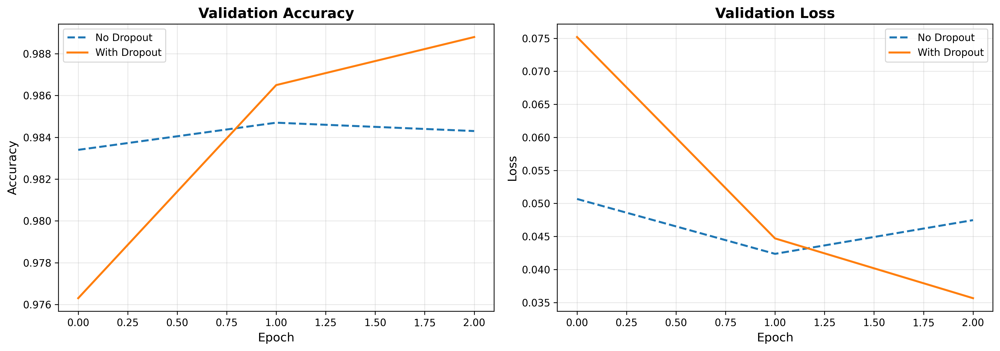 Validation Accuracy
No Dropout
With Dropout
0.988
0.986
0.984
0.982
0.980
0.978
0.976
Accuracy
0.00 0.25 0.50 0.75 1.00 1.25 1.50 1.75 2.00
Epoch
Validation Loss
No Dropout
With Dropout
0.075
0.070
0.065
0.060
0.055
0.050
0.045
0.040
0.035
Loss
0.00 0.25 0.50 0.75 1.00 1.25 1.50 1.75 2.00
Epoch